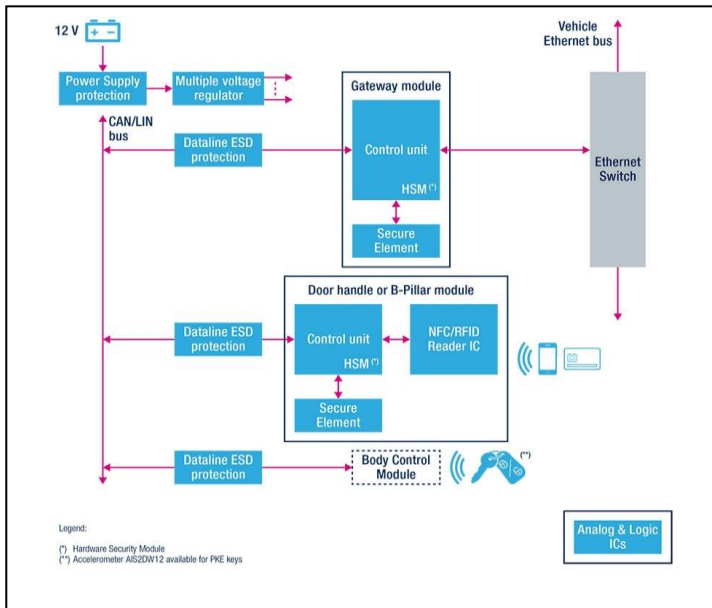 12 V
Vehicle
Ethernet bus
Power Supply
protection
Multiple voltage
regulator
Gateway module
CAN/LIN
bus
Dataline ESD
protection
Control unit
HSM (*)
Ethernet
Switch
Secure
Element
Door handle or B-Pillar module
Dataline ESD
protection
Control unit
HSM (*)
NFC/RFID
Reader IC
Secure
Element
Dataline ESD
protection
Body Control
Module
(**)
Legend:
(*) Hardware Security Module
(**) Accelerometer AIS2DW12 available for PKE keys
Analog & Logic
ICs